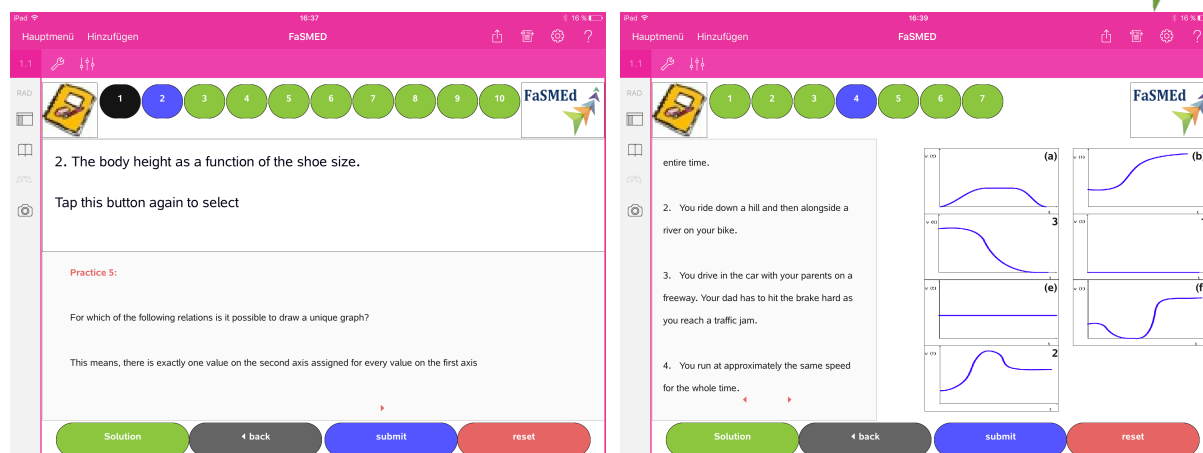 iPad 16:37 16 %
Hauptmenü Hinzufügen FaSMED ?
1.1
RAD
1 2 3 4 5 6 7 8 9 10
FaSMEd
2. The body height as a function of the shoe size.
Tap this button again to select
Practice 5:
For which of the following relations is it possible to draw a unique graph?
This means, there is exactly one value on the second axis assigned for every value on the first axis
Solution back submit reset
iPad 16:39 16 %
Hauptmenü Hinzufügen FaSMED ?
1.1
RAD
1 2 3 4 5 6 7
FaSMEd
entire time.
2. You ride down a hill and then alongside a
river on your bike.
3. You drive in the car with your parents on a
freeway. Your dad has to hit the brake hard as
you reach a traffic jam.
4. You run at approximately the same speed
for the whole time.
(a)
(b
3
(e)
(f
2
Solution back submit reset